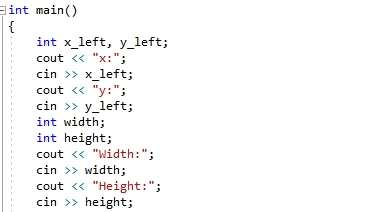 int main()
{
int x_left, y_left;
cout << "x:";
cin >> x_left;
cout << "y:";
cin >> y_left;
int width;
int height;
cout << "Width:";
cin >> width;
cout << "Height:";
cin >> height;